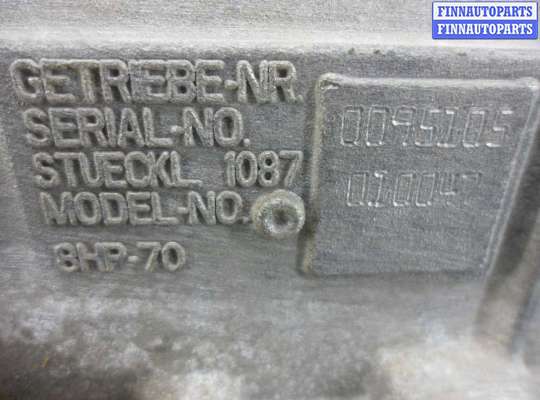 FINNAUTOPARTS
FINNAUTOPARTS
GETRIEBE-NR.
SERIAL-NO. 0095105
STUECKL. 1087
MODEL-NO. 010047
8HP-70